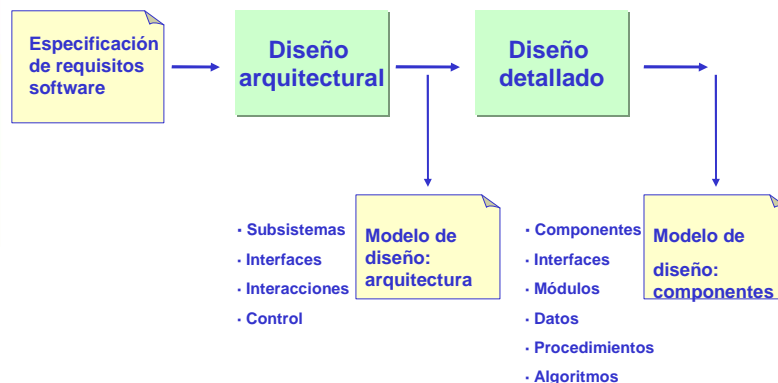 Especificación
de requisitos
software
Diseño
arquitectural
Diseño
detallado
· Subsistemas
· Interfaces
· Interacciones
· Control
Modelo de
diseño:
arquitectura
· Componentes
· Interfaces
· Módulos
· Datos
· Procedimientos
· Algoritmos
Modelo de
diseño:
componentes